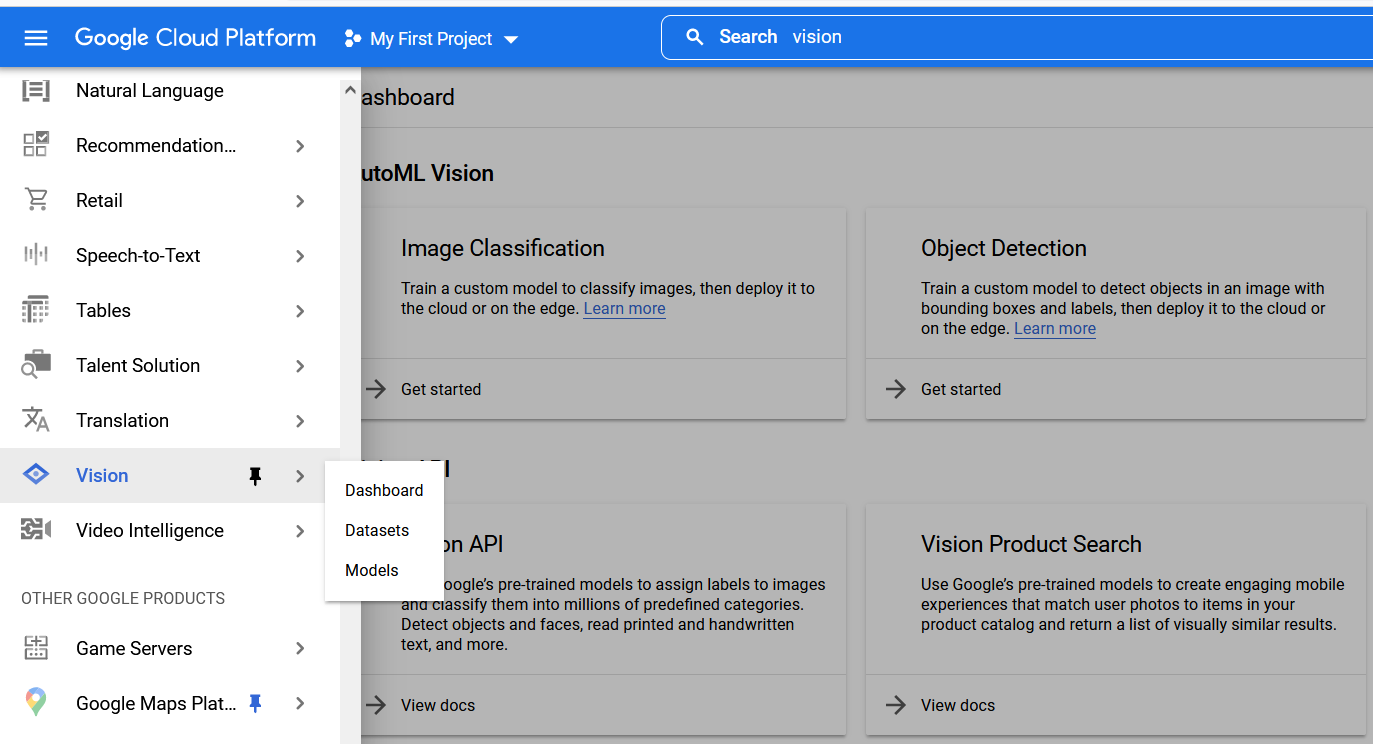 Google Cloud Platform
My First Project
Search vision
Natural Language
Recommendation...
Retail
Speech-to-Text
Tables
Talent Solution
Translation
Vision
Video Intelligence
OTHER GOOGLE PRODUCTS
Game Servers
Google Maps Plat...
Dashboard
Datasets
Models
ashboard
utoML Vision
Image Classification
Train a custom model to classify images, then deploy it to
the cloud or on the edge. Learn more
Get started
Object Detection
Train a custom model to detect objects in an image with
bounding boxes and labels, then deploy it to the cloud or
on the edge. Learn more
Get started
on API
oogle's pre-trained models to assign labels to images
and classify them into millions of predefined categories.
Detect objects and faces, read printed and handwritten
text, and more.
View docs
Vision Product Search
Use Google's pre-trained models to create engaging mobile
experiences that match user photos to items in your
product catalog and return a list of visually similar results.
View docs